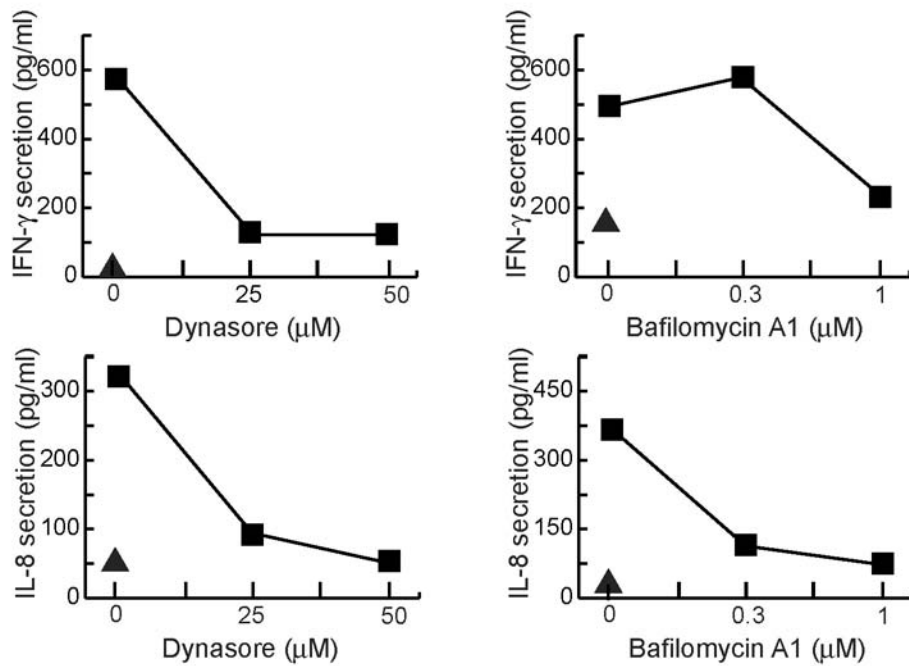 IFN-γ secretion (pg/ml)
600
400
200
0
0 25 50
Dynasore (μM)
IFN-γ secretion (pg/ml)
600
400
200
0
0 0.3 1
Bafilomycin A1 (μM)
IL-8 secretion (pg/ml)
300
200
100
0
0 25 50
Dynasore (μM)
IL-8 secretion (pg/ml)
450
300
150
0
0 0.3 1
Bafilomycin A1 (μM)